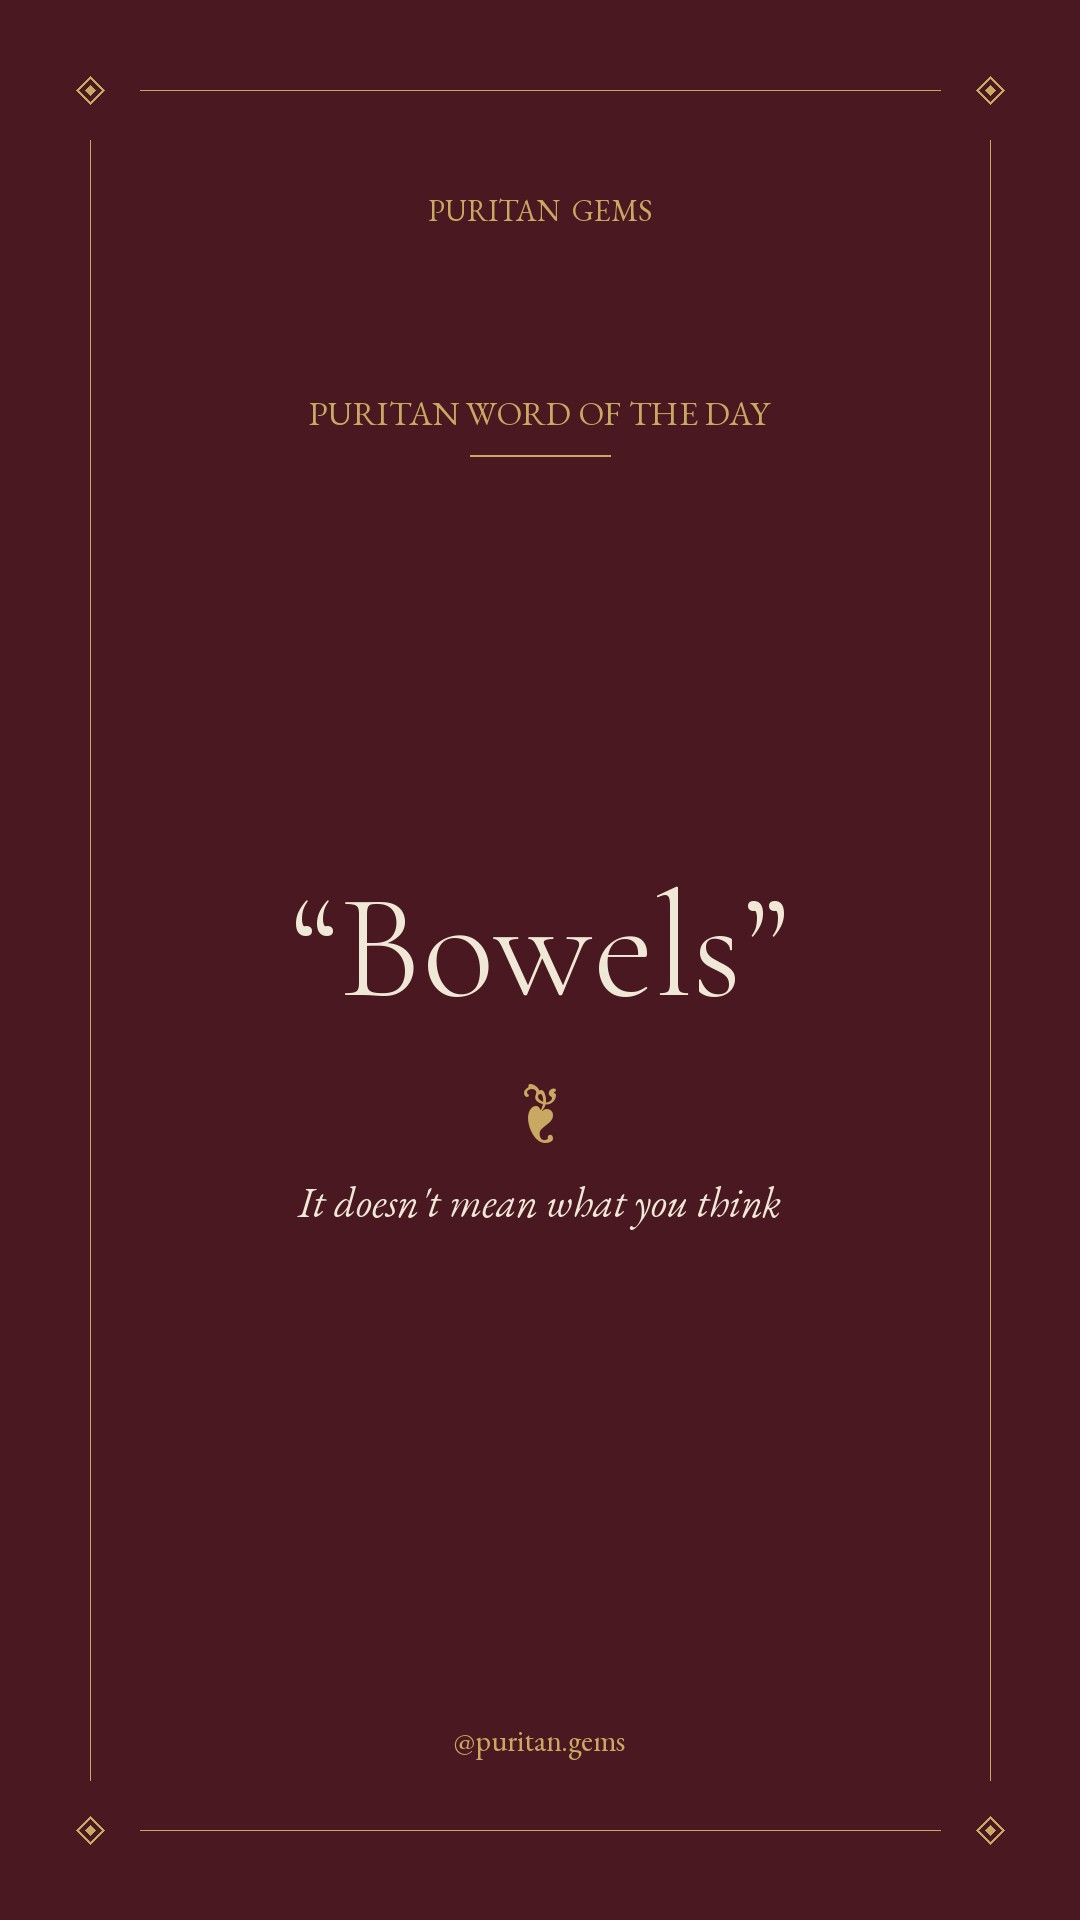 PURITAN GEMS
PURITAN WORD OF THE DAY
“Bowels”
It doesn't mean what you think
@puritan.gems